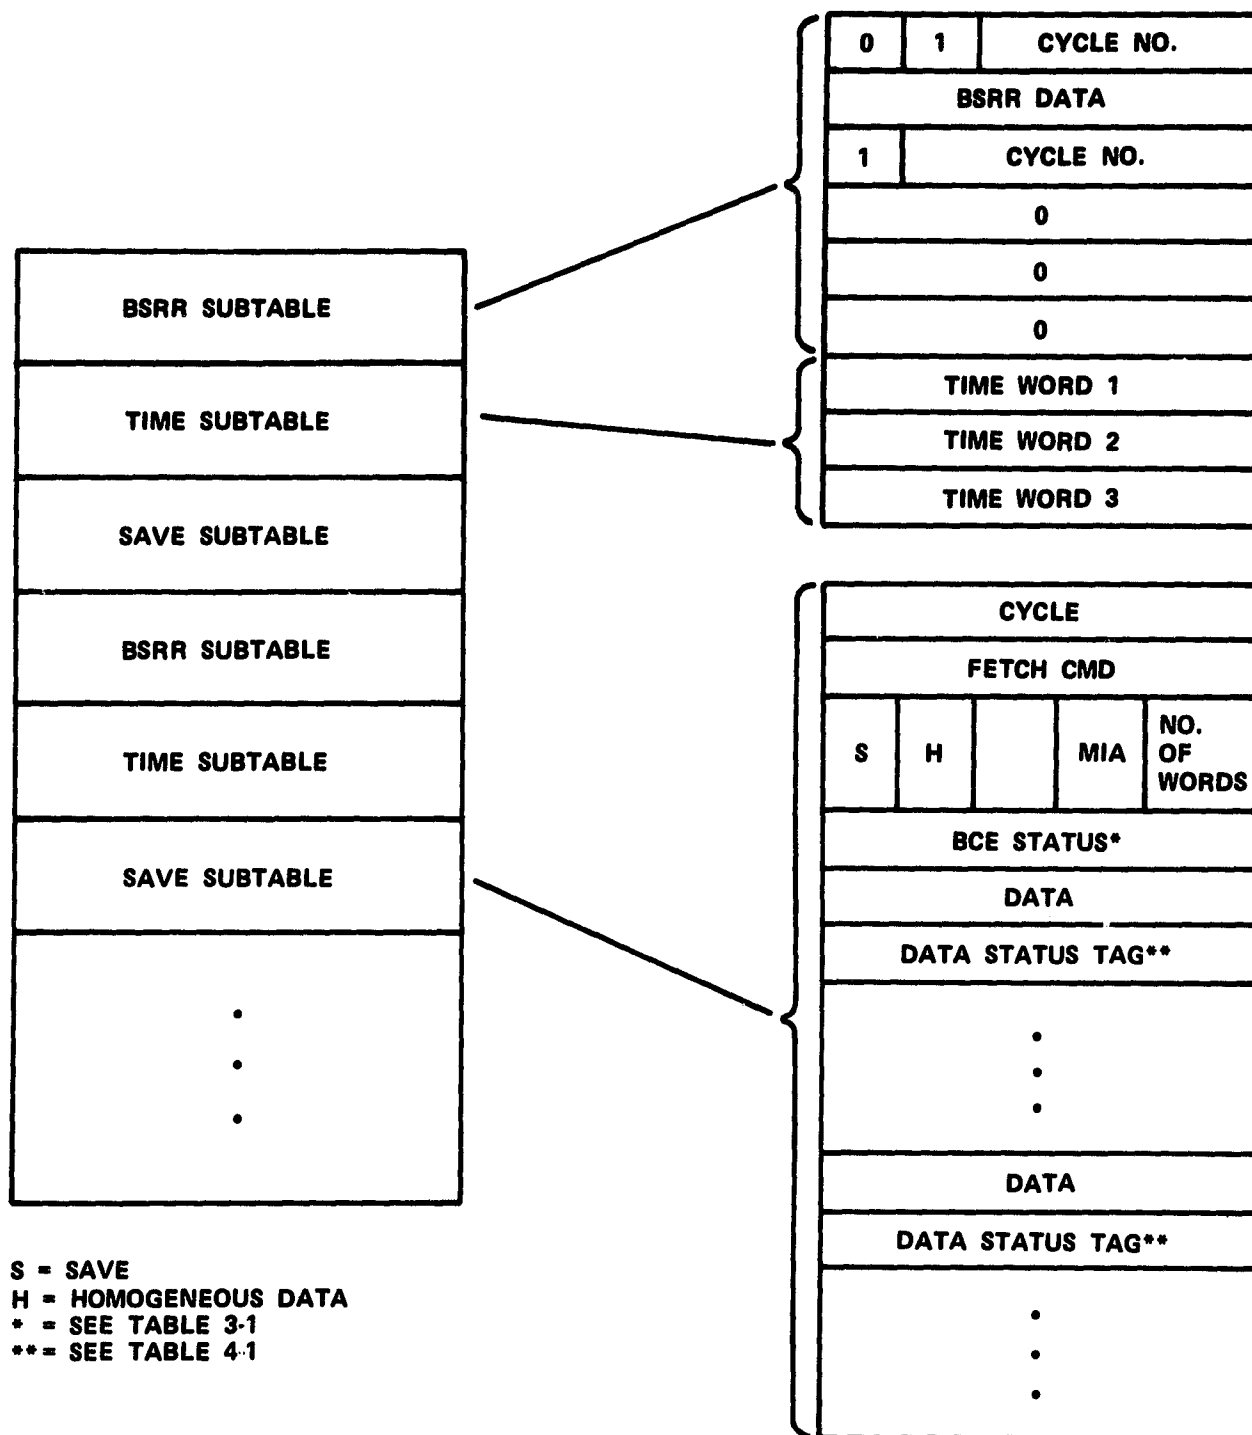 BSRR SUBTABLE
TIME SUBTABLE
SAVE SUBTABLE
BSRR SUBTABLE
TIME SUBTABLE
SAVE SUBTABLE
0 1 CYCLE NO.
BSRR DATA
1 CYCLE NO.
0
0
0
TIME WORD 1
TIME WORD 2
TIME WORD 3
CYCLE
FETCH CMD
S H MIA NO. OF WORDS
BCE STATUS*
DATA
DATA STATUS TAG**
DATA
DATA STATUS TAG**
S = SAVE
H = HOMOGENEOUS DATA
* = SEE TABLE 3-1
**= SEE TABLE 4-1